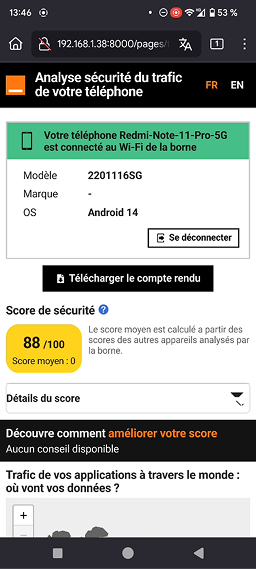 13:46
53 %
192.168.1.38:8000/pages/
1
Analyse sécurité du trafic
de votre téléphone
FR EN
Votre téléphone Redmi-Note-11-Pro-5G
est connecté au Wi-Fi de la borne
Modèle 2201116SG
Marque -
OS Android 14
Se déconnecter
Télécharger le compte rendu
Score de sécurité ?
88 /100
Score moyen : 0
Le score moyen est calculé a partir des
scores des autres appareils analysés par
la borne.
Détails du score
Découvre comment améliorer votre score
Aucun conseil disponible
Trafic de vos applications à travers le monde :
où vont vos données ?
+